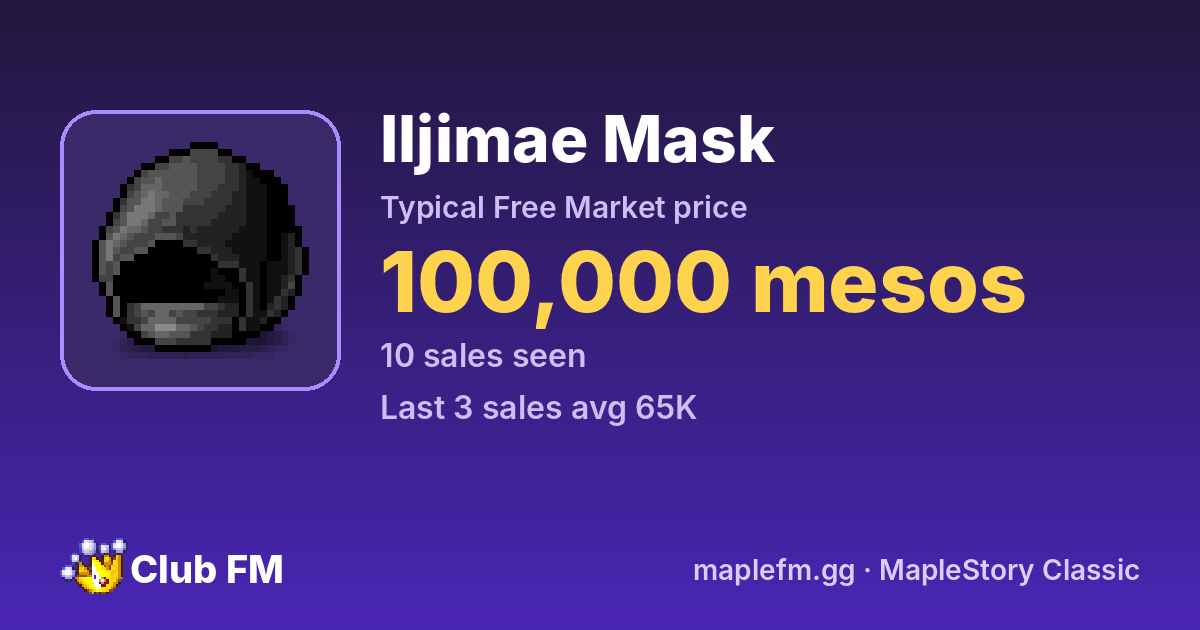 Iljimae Mask
Typical Free Market price
100,000 mesos
10 sales seen
Last 3 sales avg 65K
Club FM
maplefm.gg · MapleStory Classic